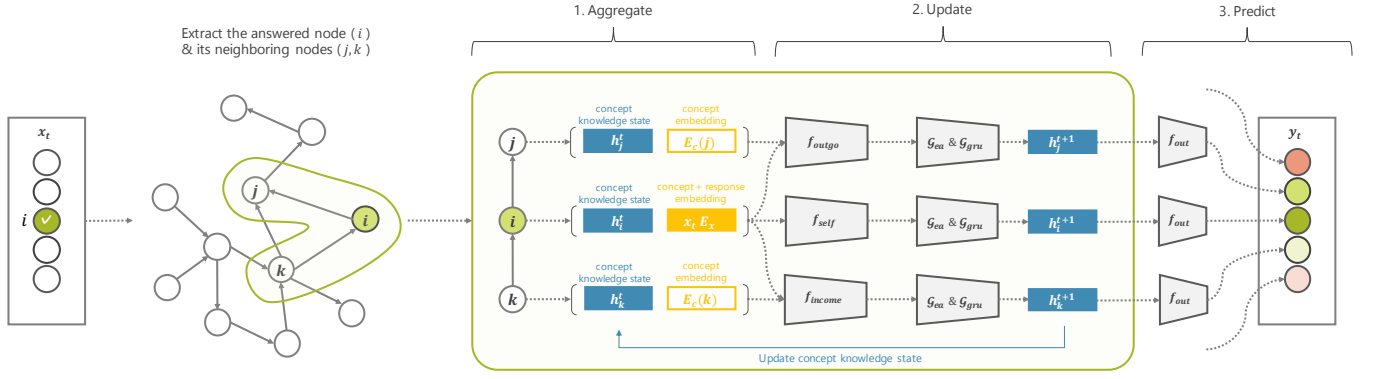 1. Aggregate
2. Update
3. Predict
Extract the answered node (i)
& its neighboring nodes (j, k)
x_t
i
✓
j
i
k
j
concept
knowledge state
h_j^t
concept
embedding
E_c(j)
f_outgo
𝒢_ea & 𝒢_gru
h_j^{t+1}
f_out
i
concept
knowledge state
h_i^t
concept + response
embedding
x_t E_x
f_self
𝒢_ea & 𝒢_gru
h_i^{t+1}
f_out
k
concept
knowledge state
h_k^t
concept
embedding
E_c(k)
f_income
𝒢_ea & 𝒢_gru
h_k^{t+1}
f_out
y_t
Update concept knowledge state